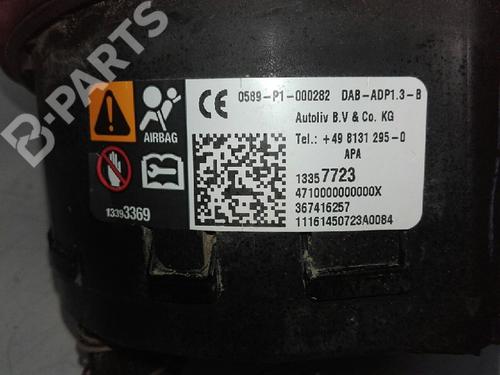 B-PARTS
AIRBAG
13393369
CE 0589-P1-000282 DAB-ADP1.3-B
Autoliv B.V & Co. KG
Tel.: +49 8131 295-0
APA
13357723
4710000000000X
367416257
11161450723A0084